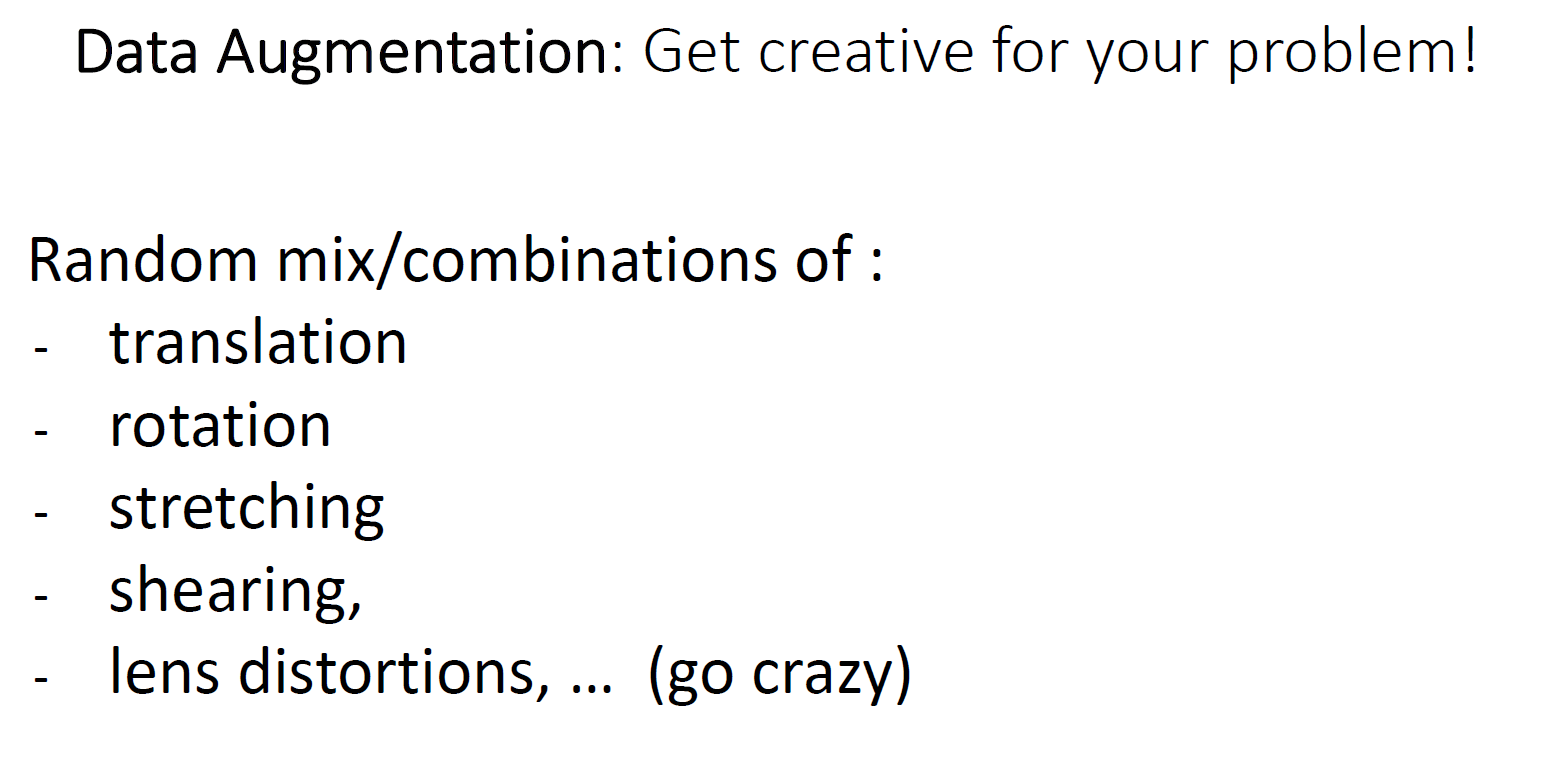 Data Augmentation: Get creative for your problem!
Random mix/combinations of :
- translation
- rotation
- stretching
- shearing,
- lens distortions, … (go crazy)